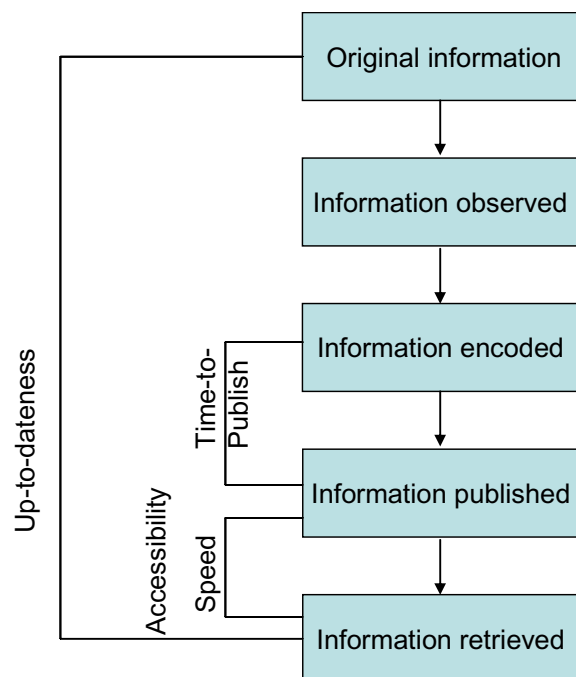 Original information
Information observed
Information encoded
Information published
Information retrieved
Up-to-dateness
Time-to-
Publish
Accessibility
Speed